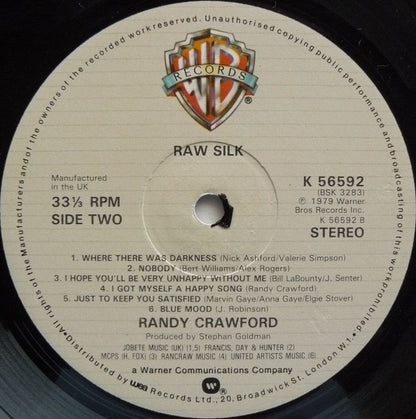 All rights of the Manufacturers and of the owners of the recorded work reserved. Unauthorised copying public performance and broadcasting of this record prohibited.
WB
RECORDS
®
RAW SILK
Manufactured
in the UK
33⅓ RPM
SIDE TWO
K 56592
(BSK 3283)
℗ 1979 Warner
Bros Records Inc.
K 56592 B
STEREO
1. WHERE THERE WAS DARKNESS (Nick Ashford/Valerie Simpson)
2. NOBODY (Bert Williams/Alex Rogers)
3. I HOPE YOU'LL BE VERY UNHAPPY WITHOUT ME (Bill LaBounty/J. Senter)
4. I GOT MYSELF A HAPPY SONG (Randy Crawford)
5. JUST TO KEEP YOU SATISFIED (Marvin Gaye/Anna Gaye/Elgie Stover)
6. BLUE MOOD (J. Robinson)
RANDY CRAWFORD
Produced by Stephan Goldman
JOBETE MUSIC (UK) (1,5) FRANCIS, DAY & HUNTER (2)
MCPS (H. FOX) (3) RANCRAW MUSIC (4) UNITED ARTISTS MUSIC (6)
a Warner Communications Company
Distributed by wea Records Ltd., 20, Broadwick St. London W1.